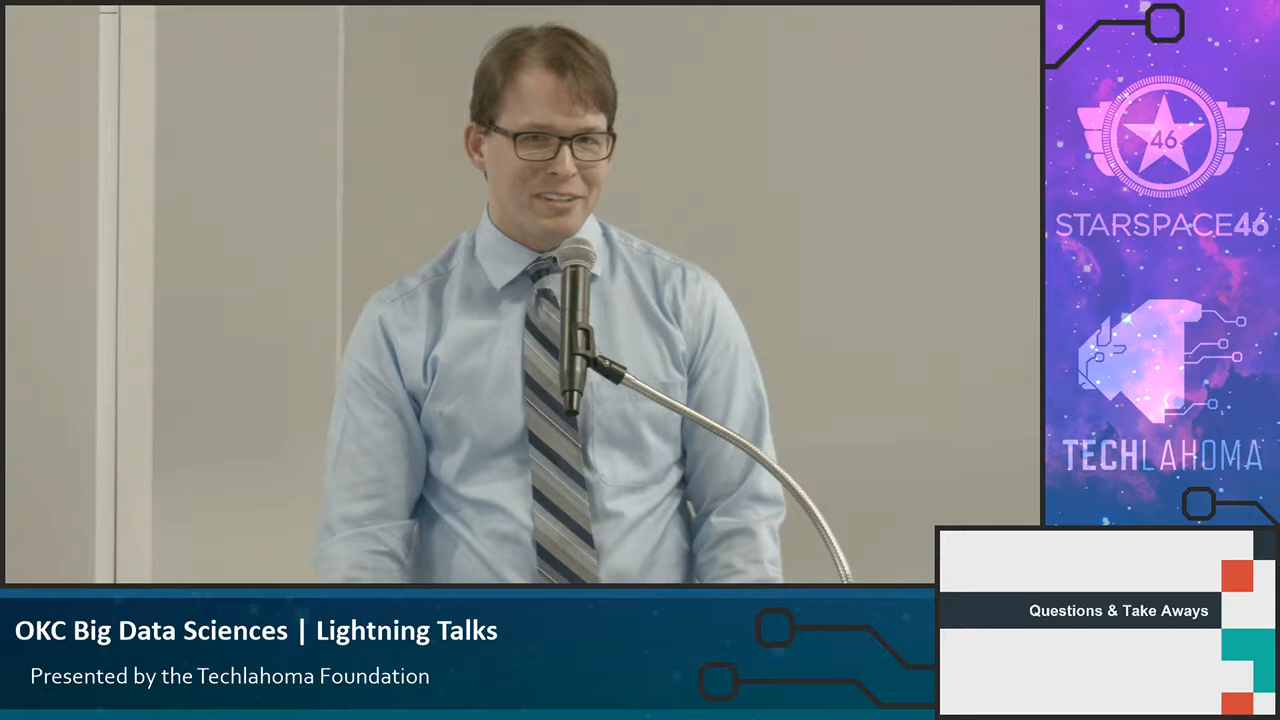 46
STARSPACE46
TECHLAHOMA
Questions & Take Aways
OKC Big Data Sciences | Lightning Talks
Presented by the Techlahoma Foundation